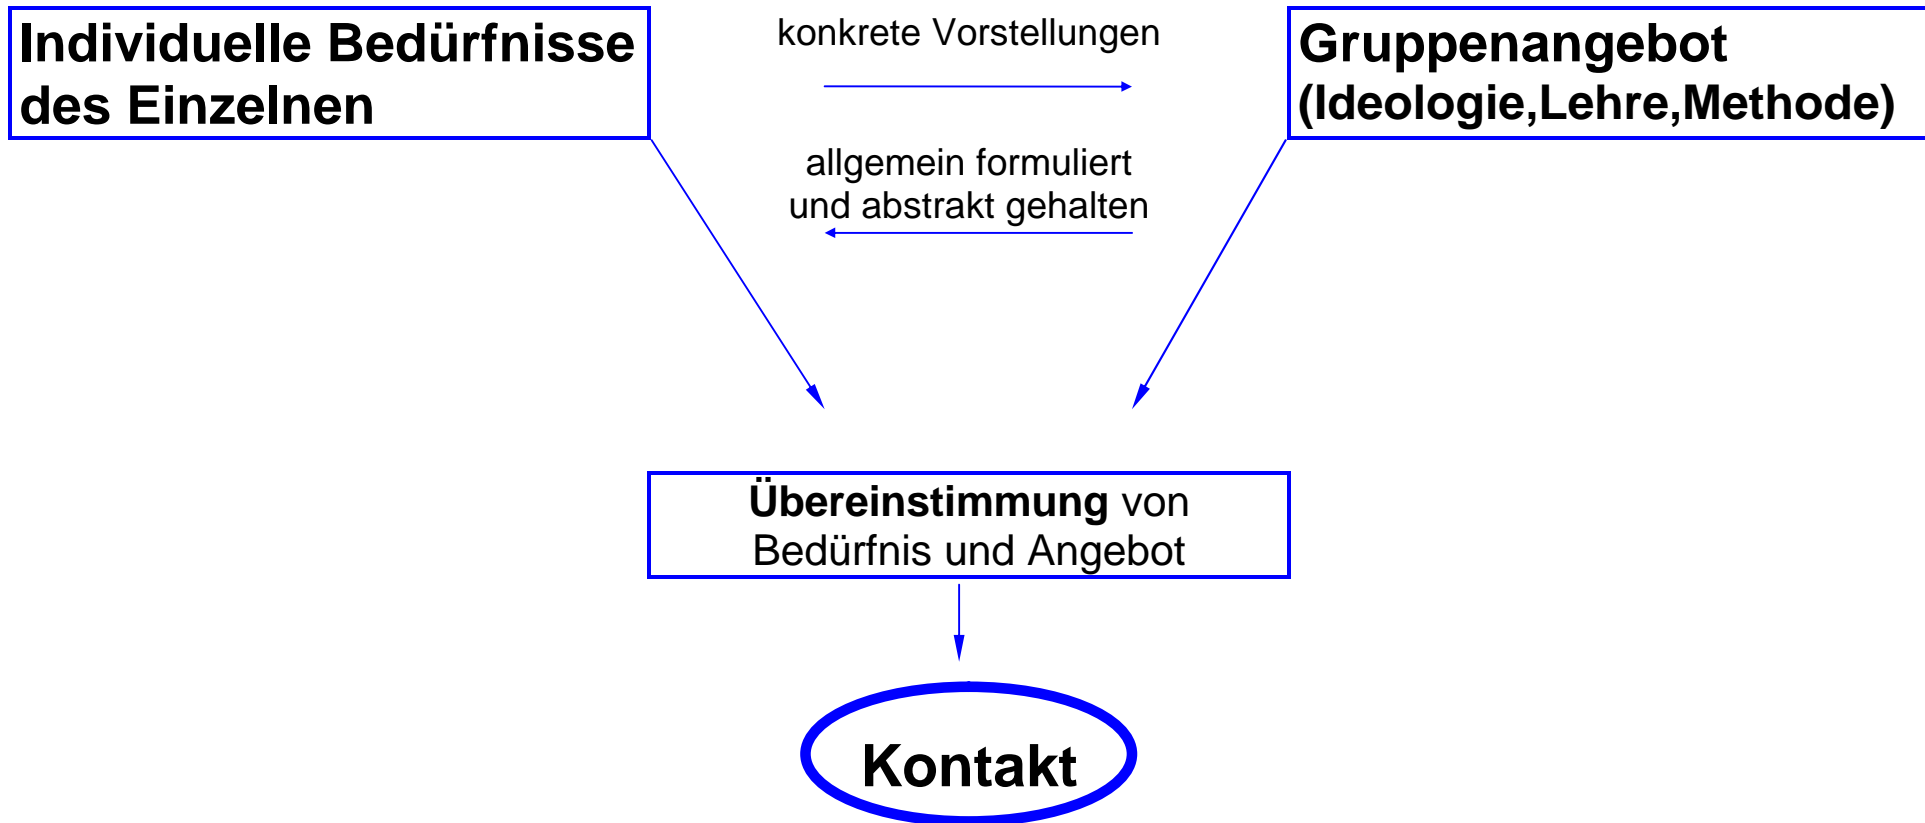 Individuelle Bedürfnisse
des Einzelnen
konkrete Vorstellungen
allgemein formuliert
und abstrakt gehalten
Gruppenangebot
(Ideologie,Lehre,Methode)
Übereinstimmung von
Bedürfnis und Angebot
Kontakt